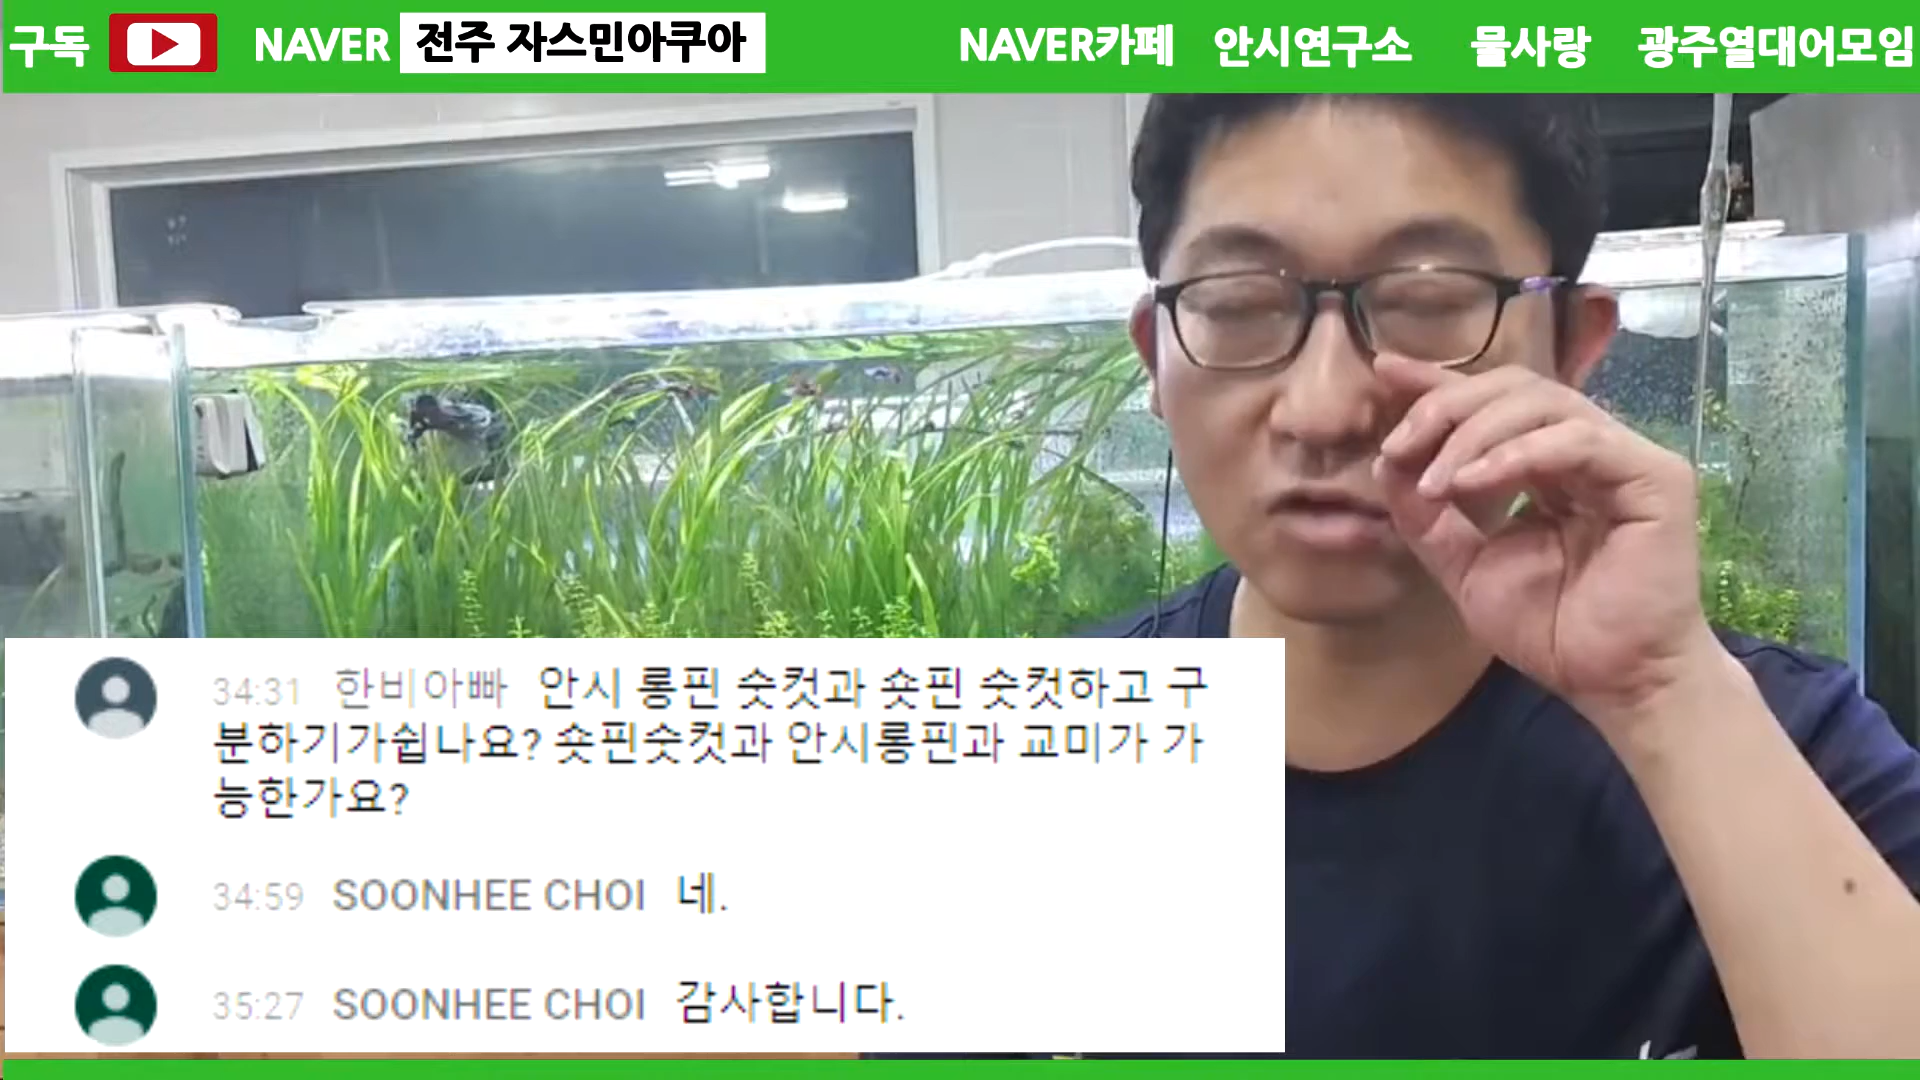 구독 NAVER 전주 자스민아쿠아 NAVER카페 안시연구소 물사랑 광주열대어모임
34:31 한비아빠 안시 롱핀 숏컷과 숏핀 숏컷하고 구
분하기가쉽나요? 숏핀숏컷과 안시롱핀과 교미가 가
능한가요?
34:59 SOONHEE CHOI 네.
35:27 SOONHEE CHOI 감사합니다.